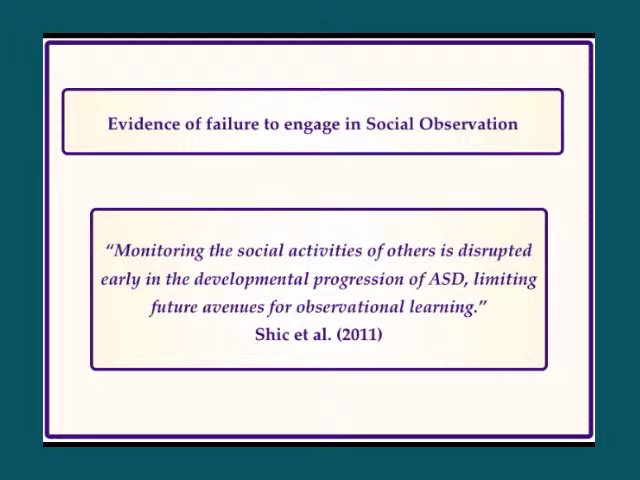 Evidence of failure to engage in Social Observation
“Monitoring the social activities of others is disrupted
early in the developmental progression of ASD, limiting
future avenues for observational learning.”
Shic et al. (2011)